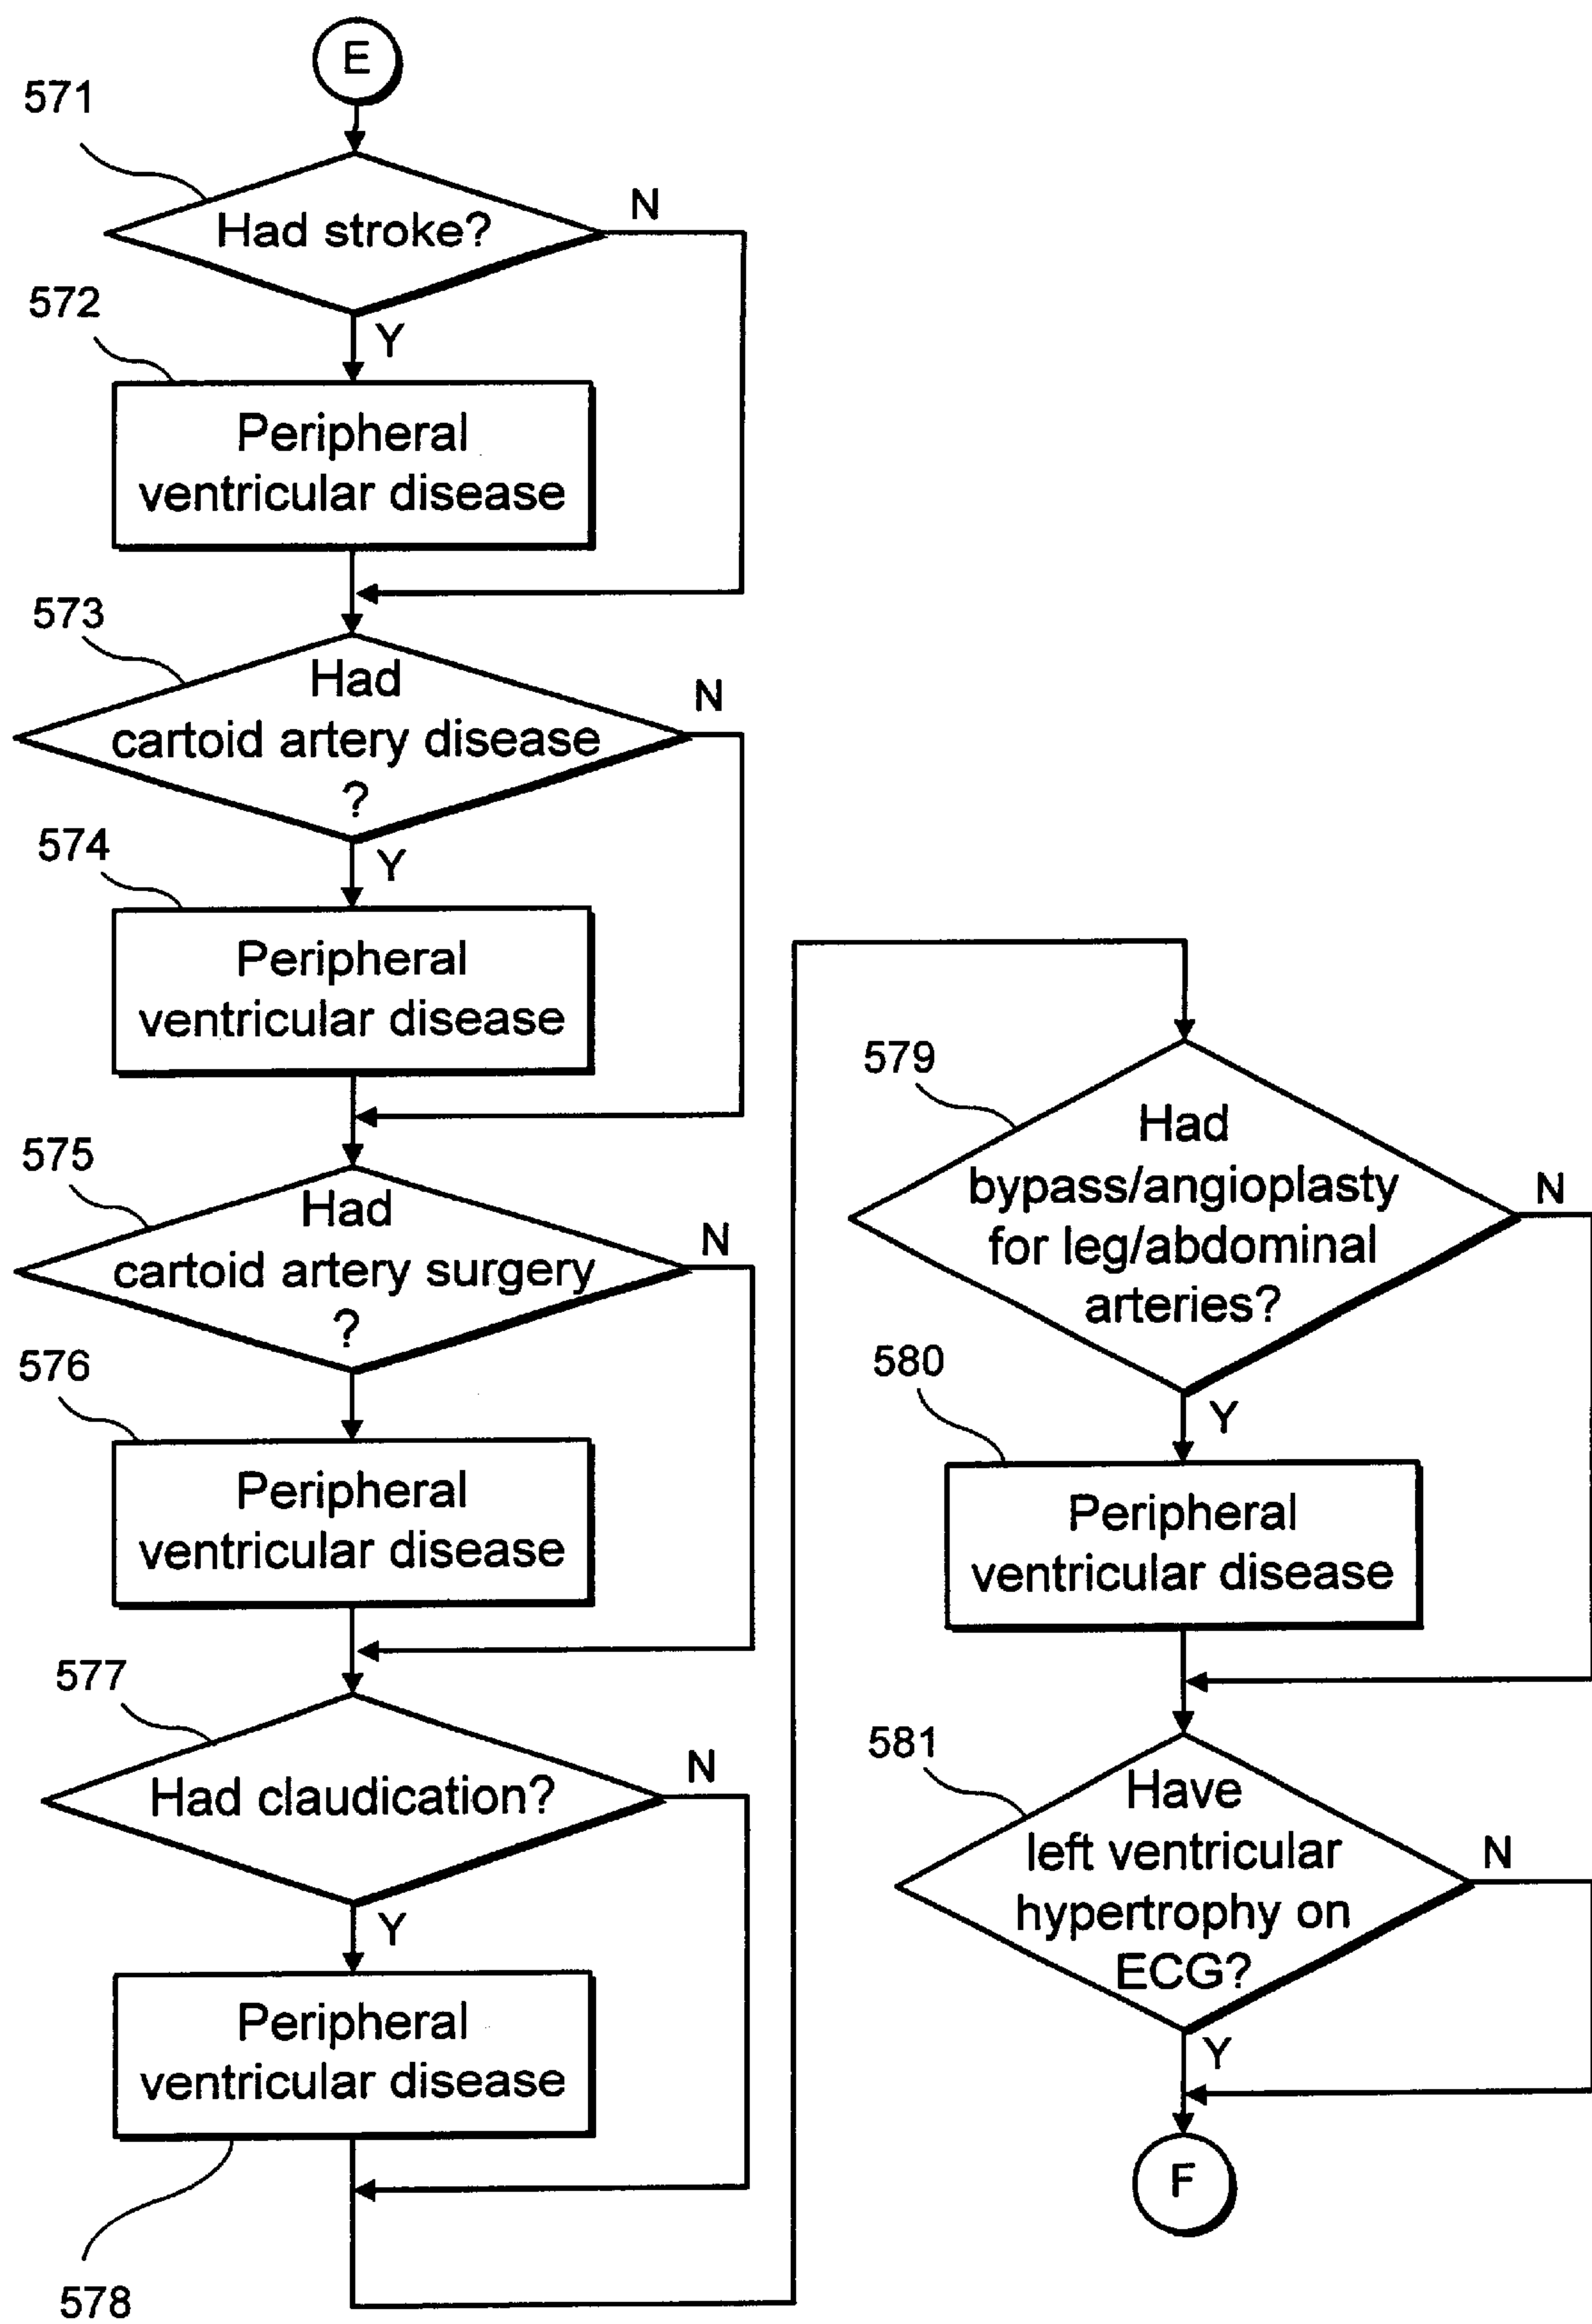 E
571
Had stroke?
N
Y
572
Peripheral
ventricular disease
573
Had
cartoid artery disease
?
N
Y
574
Peripheral
ventricular disease
575
Had
cartoid artery surgery
?
N
576
Peripheral
ventricular disease
577
Had claudication?
N
Y
Peripheral
ventricular disease
578
579
Had
bypass/angioplasty
for leg/abdominal
arteries?
N
Y
580
Peripheral
ventricular disease
581
Have
left ventricular
hypertrophy on
ECG?
N
Y
F